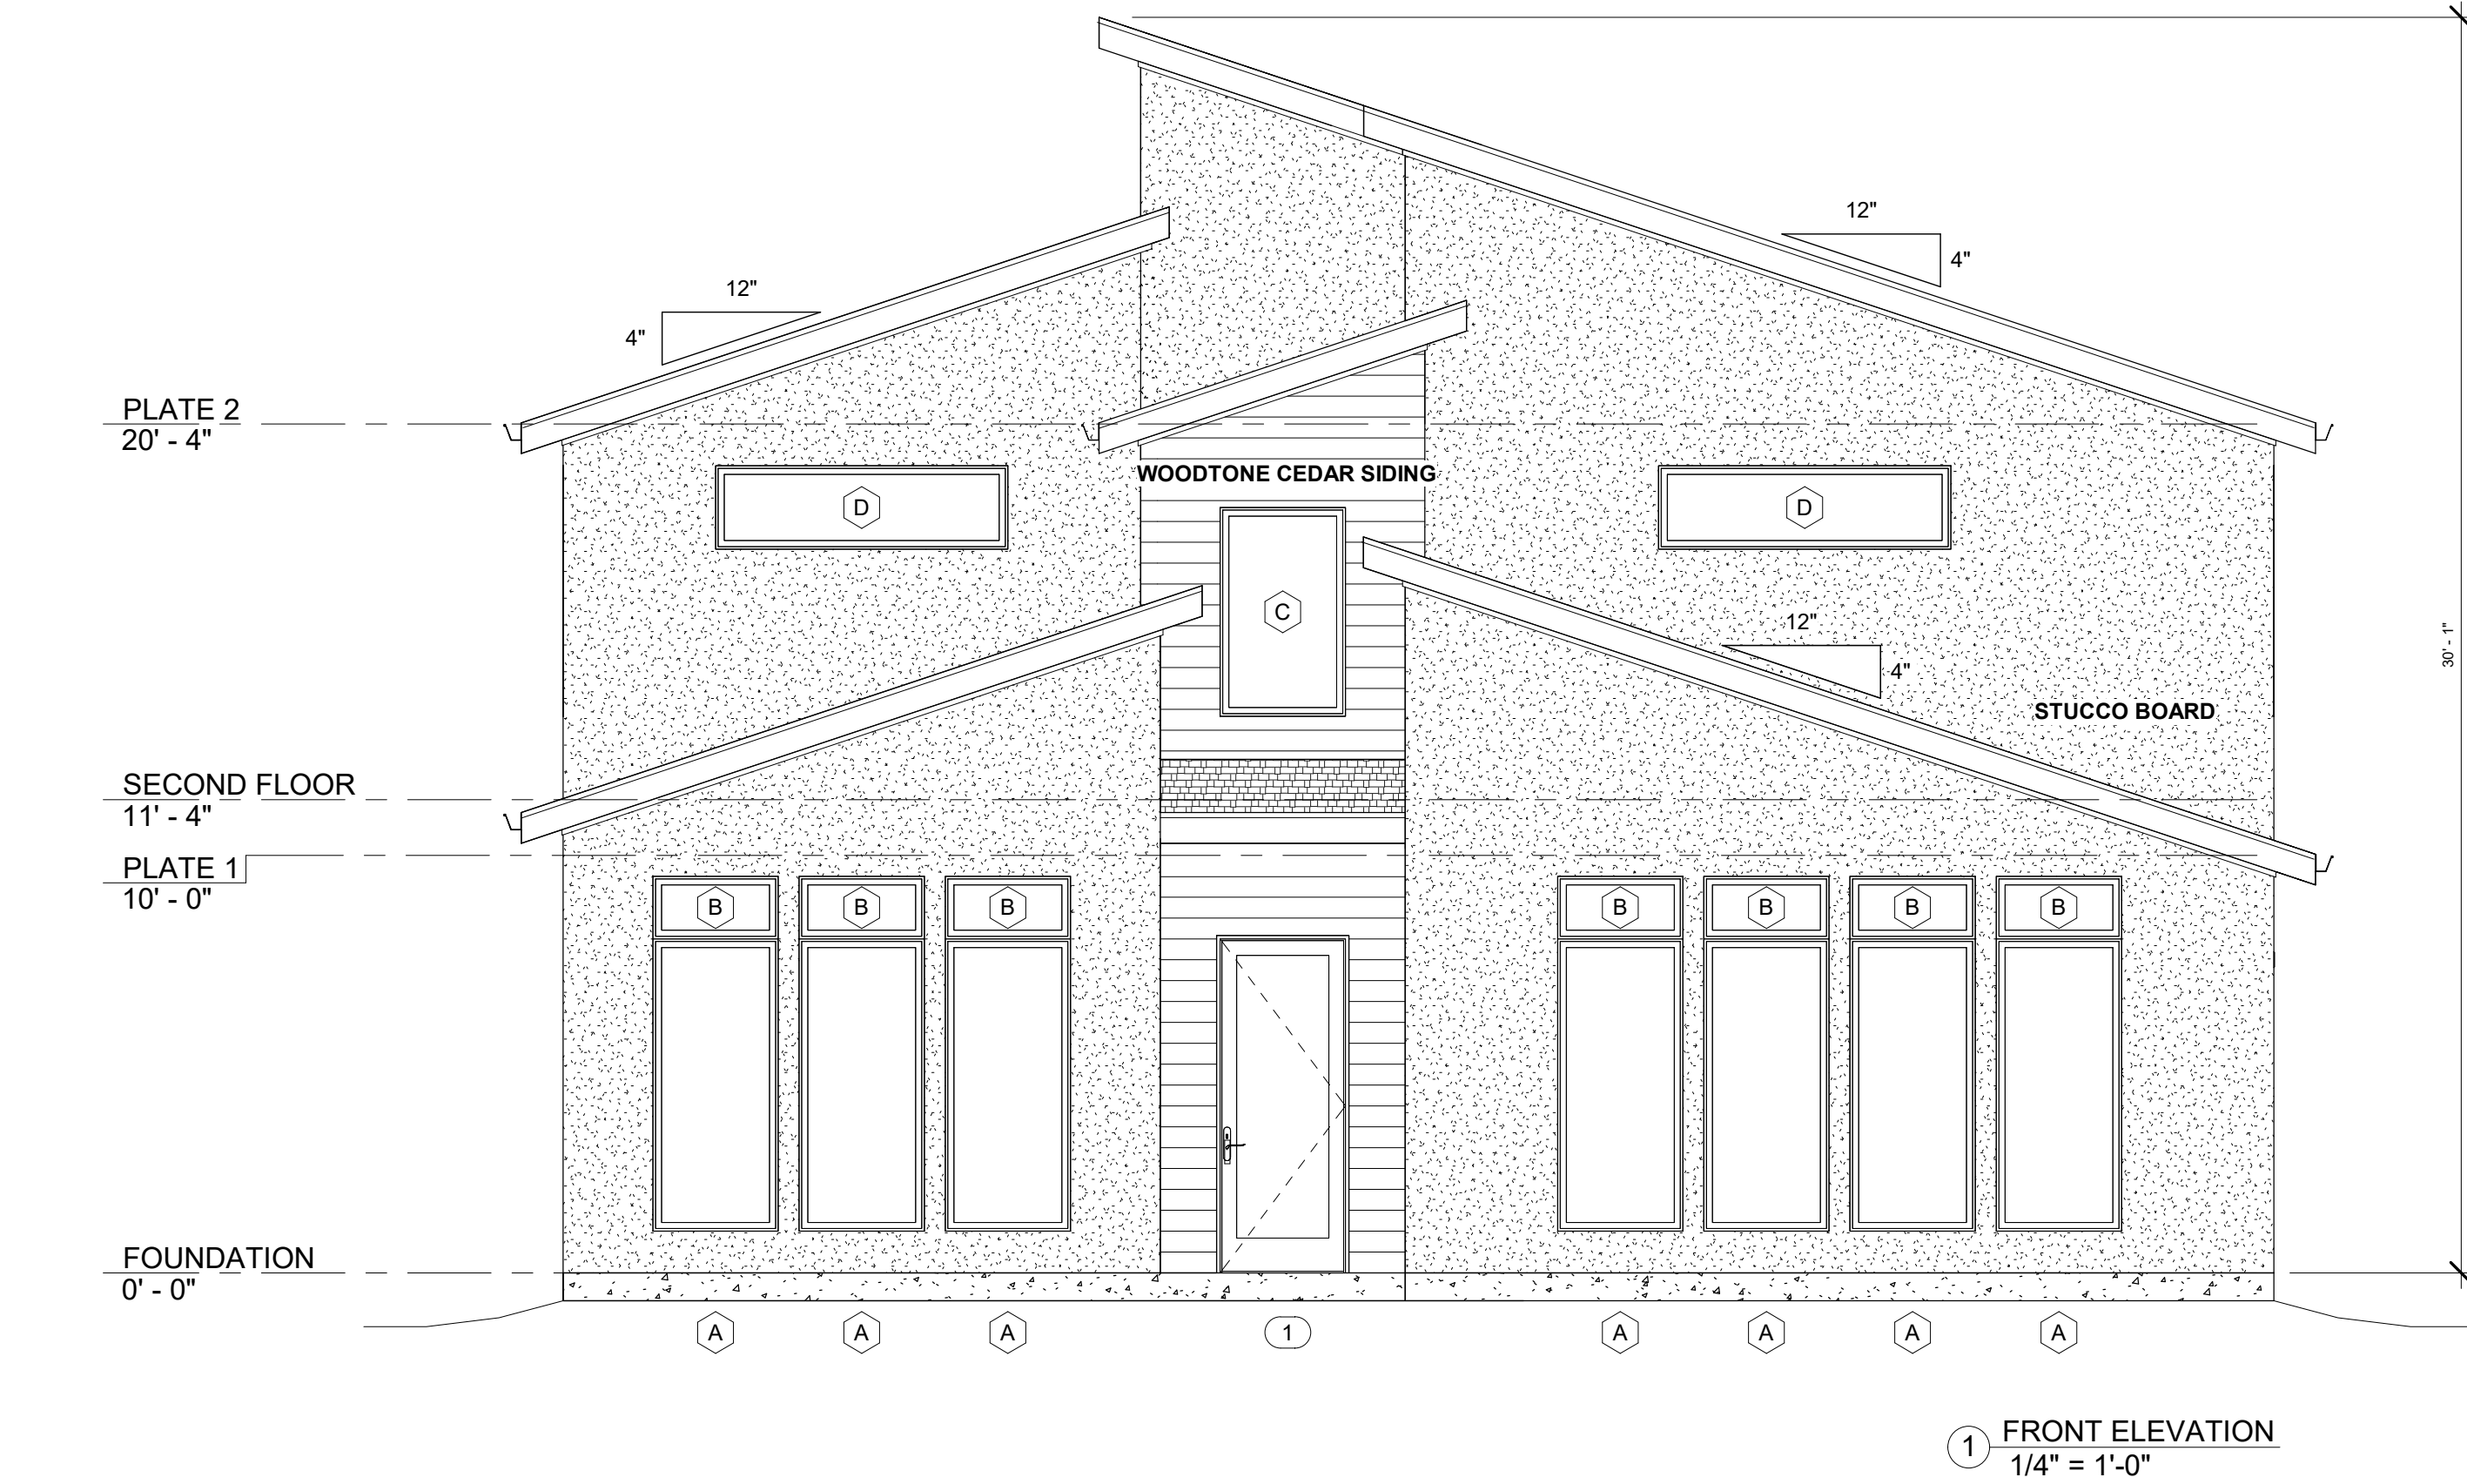 12"
4"
12"
4"
PLATE 2
20' - 4"
WOODTONE CEDAR SIDING
D
D
C
12"
4"
30' - 1"
STUCCO BOARD
SECOND FLOOR
11' - 4"
PLATE 1
10' - 0"
B
B
B
B
B
B
B
FOUNDATION
0' - 0"
A
A
A
1
A
A
A
A
1
FRONT ELEVATION
1/4" = 1'-0"